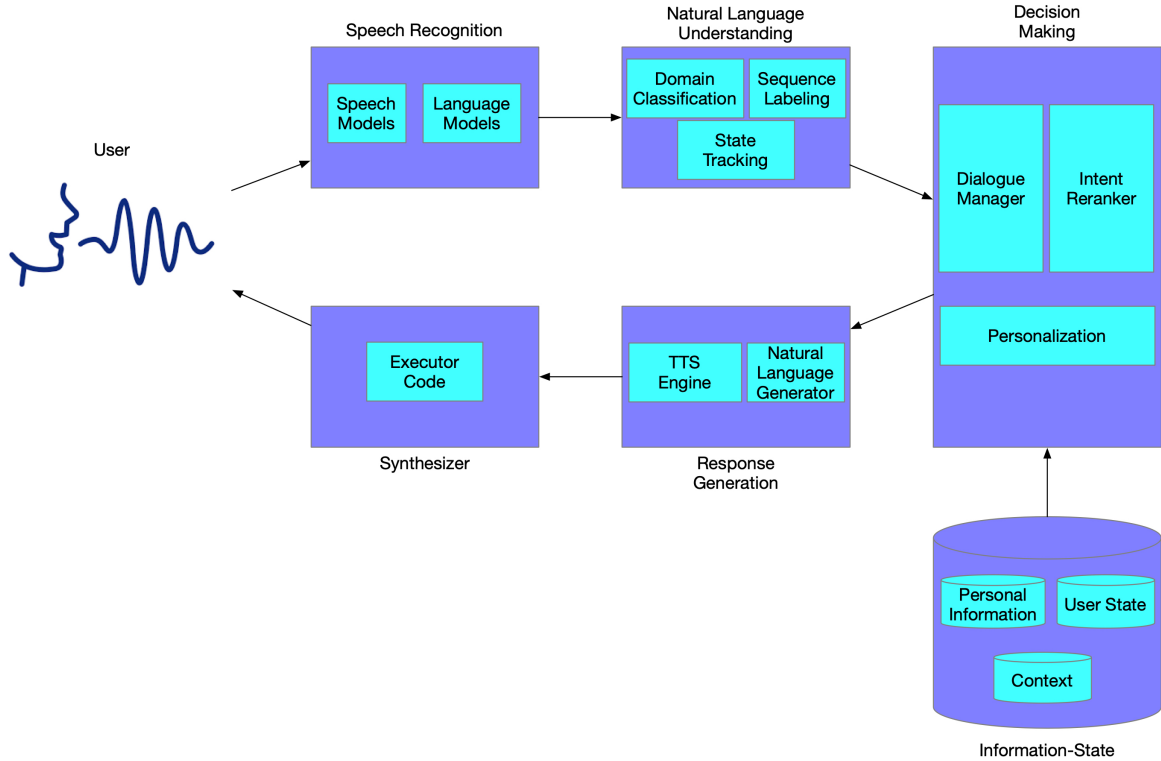 User
Speech Recognition
Speech
Models
Language
Models
Natural Language
Understanding
Domain
Classification
Sequence
Labeling
State
Tracking
Decision
Making
Dialogue
Manager
Intent
Reranker
Personalization
Executor
Code
Synthesizer
TTS
Engine
Natural
Language
Generator
Response
Generation
Personal
Information
User State
Context
Information-State